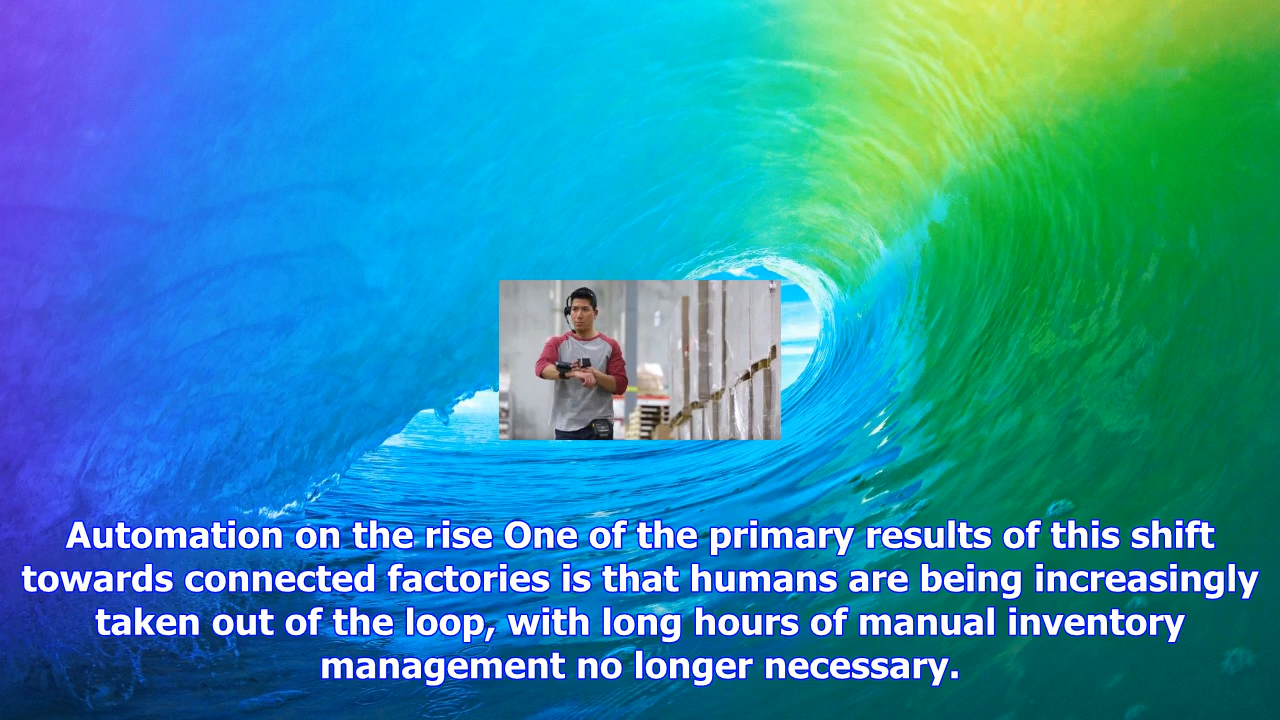 Automation on the rise One of the primary results of this shift
towards connected factories is that humans are being increasingly
taken out of the loop, with long hours of manual inventory
management no longer necessary.